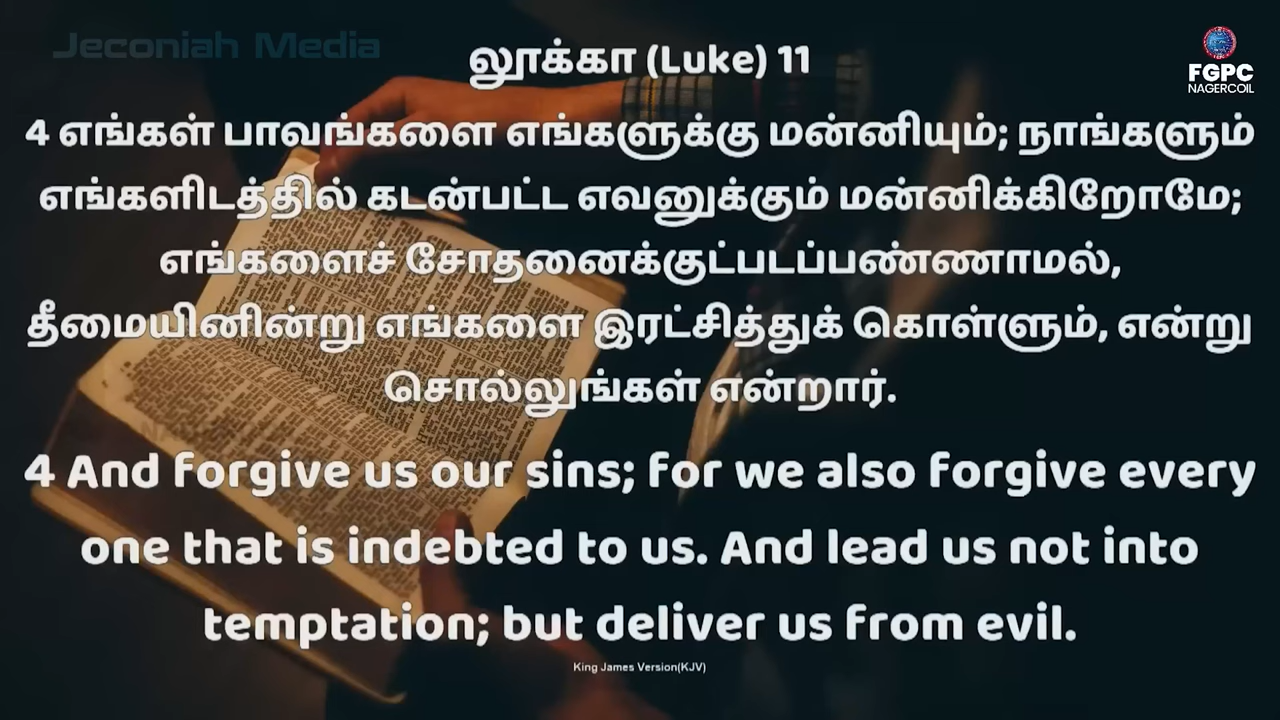 Jeconiah Media
லூக்கா (Luke) 11
FGPC
NAGERCOIL
4 எங்கள் பாவங்களை எங்களுக்கு மன்னியும்; நாங்களும்
எங்களிடத்தில் கடன்பட்ட எவனுக்கும் மன்னிக்கிறோமே;
எங்களைச் சோதனைக்குட்படப்பண்ணாமல்,
தீமையினின்று எங்களை இரட்சித்துக் கொள்ளும், என்று
சொல்லுங்கள் என்றார்.
4 And forgive us our sins; for we also forgive every
one that is indebted to us. And lead us not into
temptation; but deliver us from evil.
King James Version(KJV)